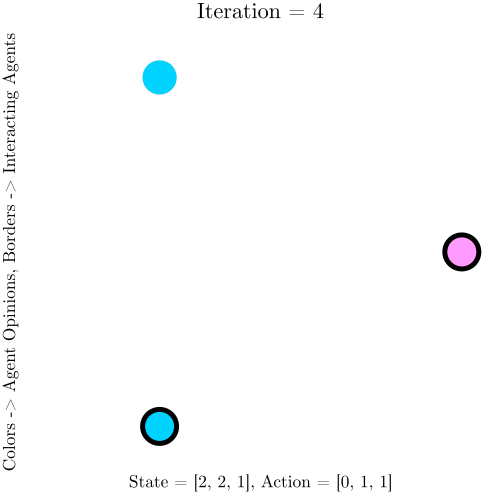 Iteration = 4
Colors -> Agent Opinions, Borders -> Interacting Agents
State = [2, 2, 1], Action = [0, 1, 1]